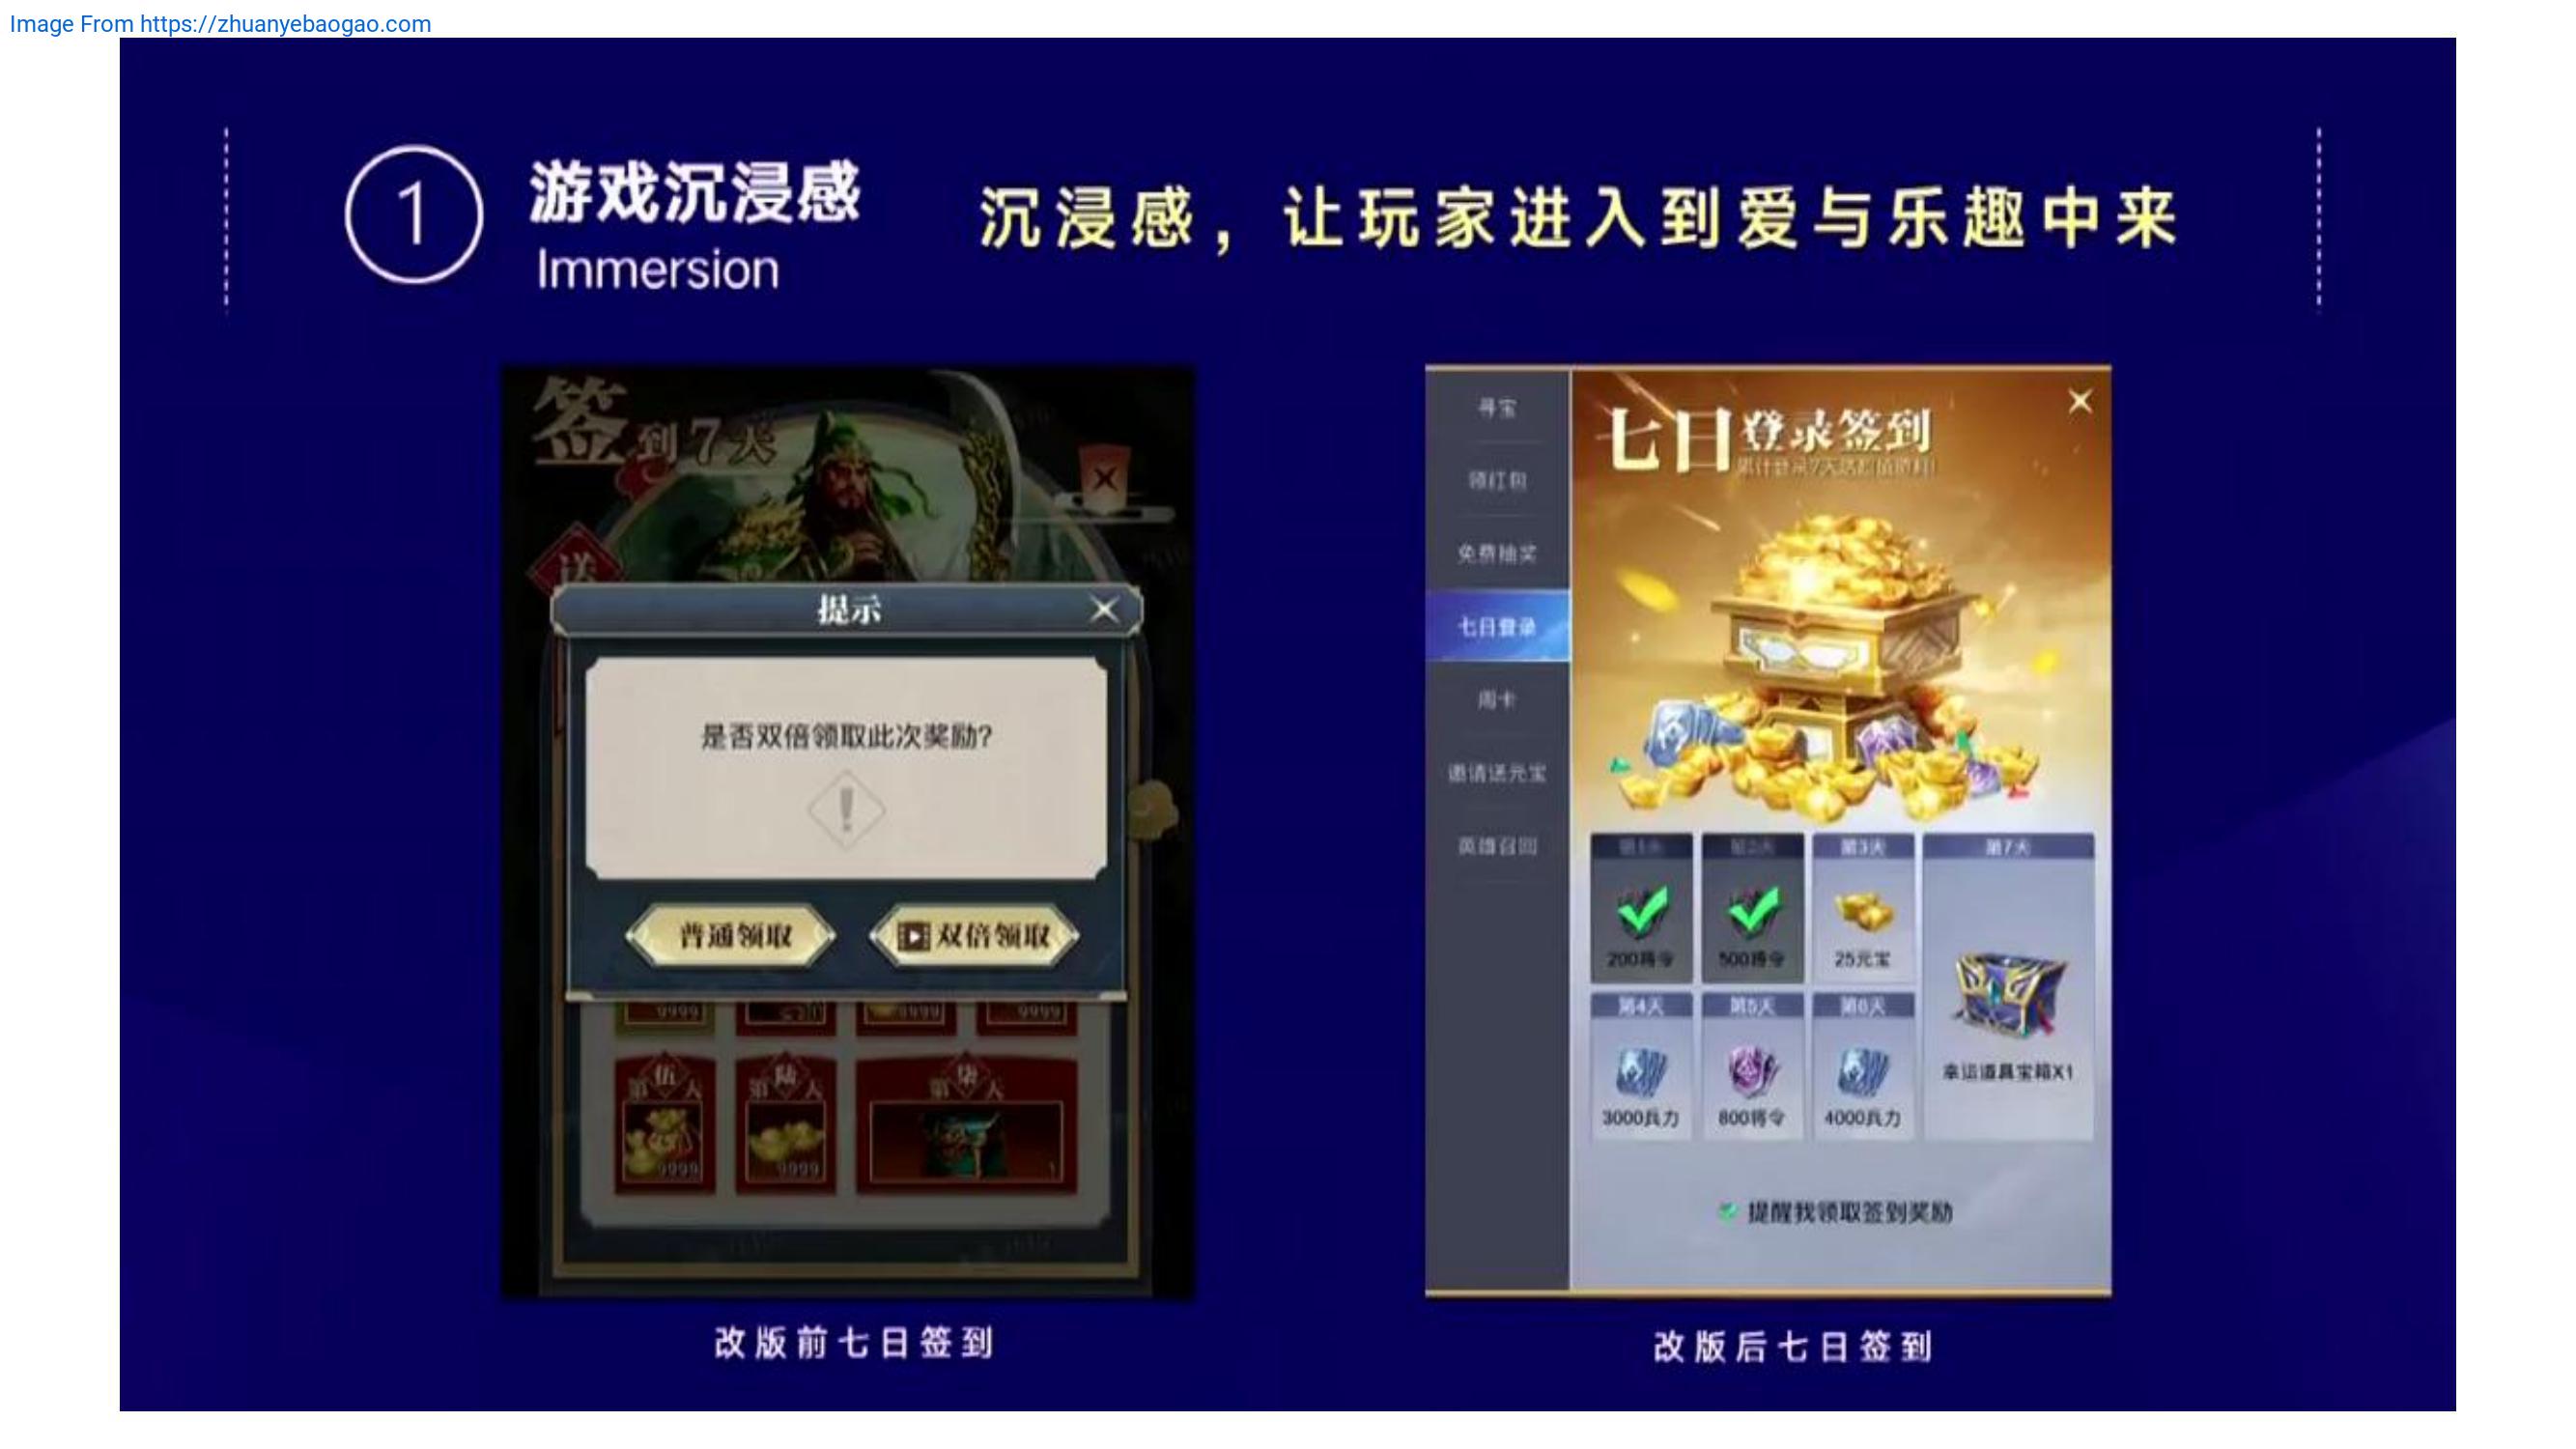 Image From https://zhuanyebaogao.com
1
游戏沉浸感
Immersion
沉浸感，让玩家进入到爱与乐趣中来
签到7天
送
提示
是否双倍领取此次奖励?
普通领取
双倍领取
9999
9999
9999
第伍天
第陆天
第柒天
9999
9999
1
改版前七日签到
寻宝
领红包
免费抽奖
七日登录
周卡
邀请送元宝
英雄召回
七日登录签到
第1天
第2天
第3天
第7天
200将令
500将令
25元宝
第4天
第5天
第6天
幸运道具宝箱X1
3000兵力
800将令
4000兵力
提醒我领取签到奖励
改版后七日签到